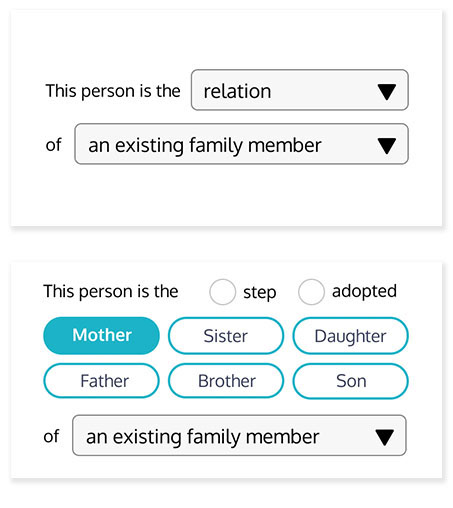 This person is the relation
of an existing family member
This person is the step adopted
Mother Sister Daughter
Father Brother Son
of an existing family member